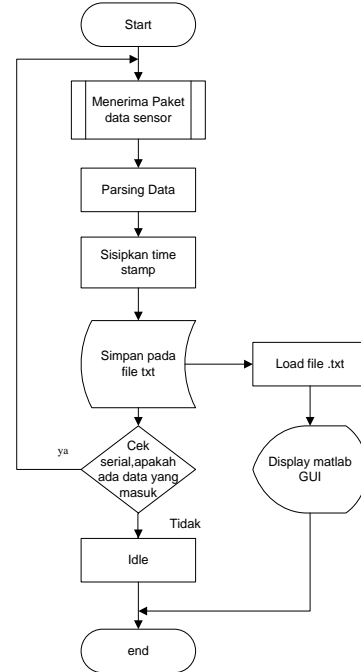 Start
Menerima Paket
data sensor
Parsing Data
Sisipkan time
stamp
Simpan pada
file txt
Load file .txt
Cek
serial,apakah
ada data yang
masuk
ya
Display matlab
GUI
Tidak
Idle
end